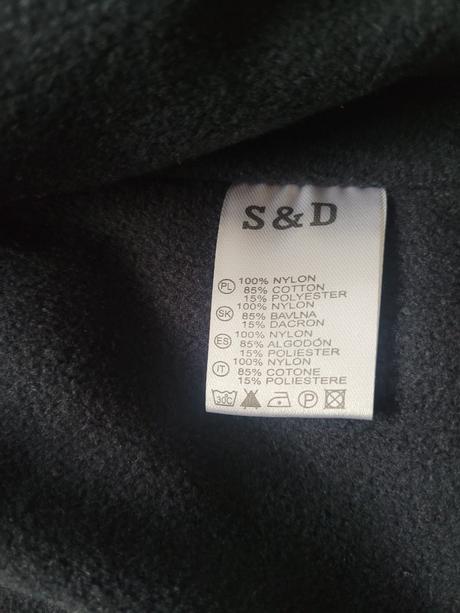 S & D
PL 100% NYLON
85% COTTON
15% POLYESTER
SK 100% NYLON
85% BAVLNA
15% DACRON
ES 100% NYLON
85% ALGODÓN
15% POLIESTER
IT 100% NYLON
85% COTONE
15% POLIESTERE
30C P